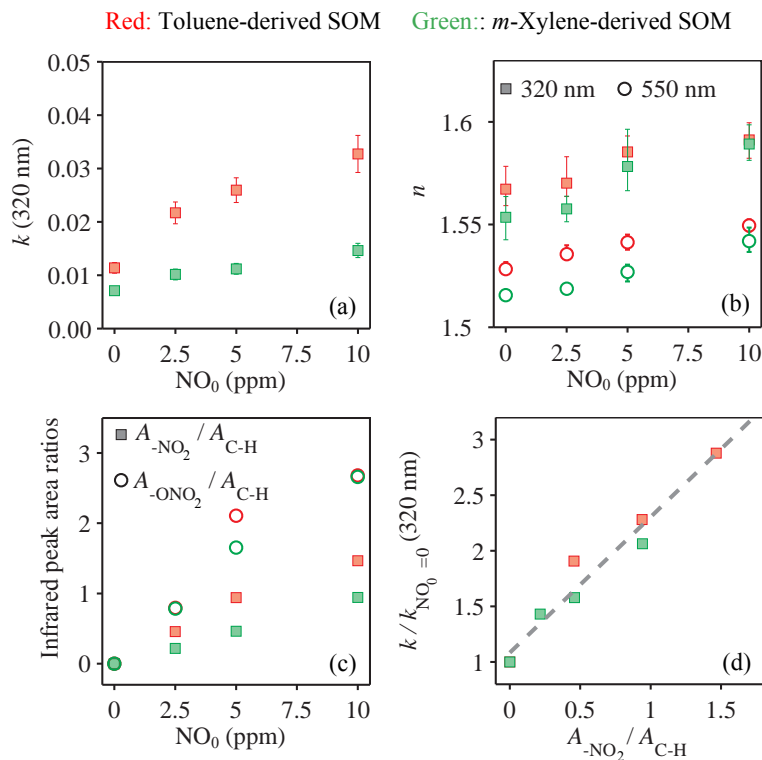 Red: Toluene-derived SOM Green:: m-Xylene-derived SOM
0.05
0.04
0.03
0.02
0.01
0.00
k (320 nm)
(a)
0 2.5 5 7.5 10
NO₀ (ppm)
320 nm 550 nm
1.6
1.55
1.5
n
(b)
0 2.5 5 7.5 10
NO₀ (ppm)
A-NO₂ / AC-H
A-ONO₂ / AC-H
3
2
1
0
Infrared peak area ratios
(c)
0 2.5 5 7.5 10
NO₀ (ppm)
3
2.5
2
1.5
1
k / kNO₀ =0 (320 nm)
(d)
0 0.5 1 1.5
A-NO₂ / AC-H